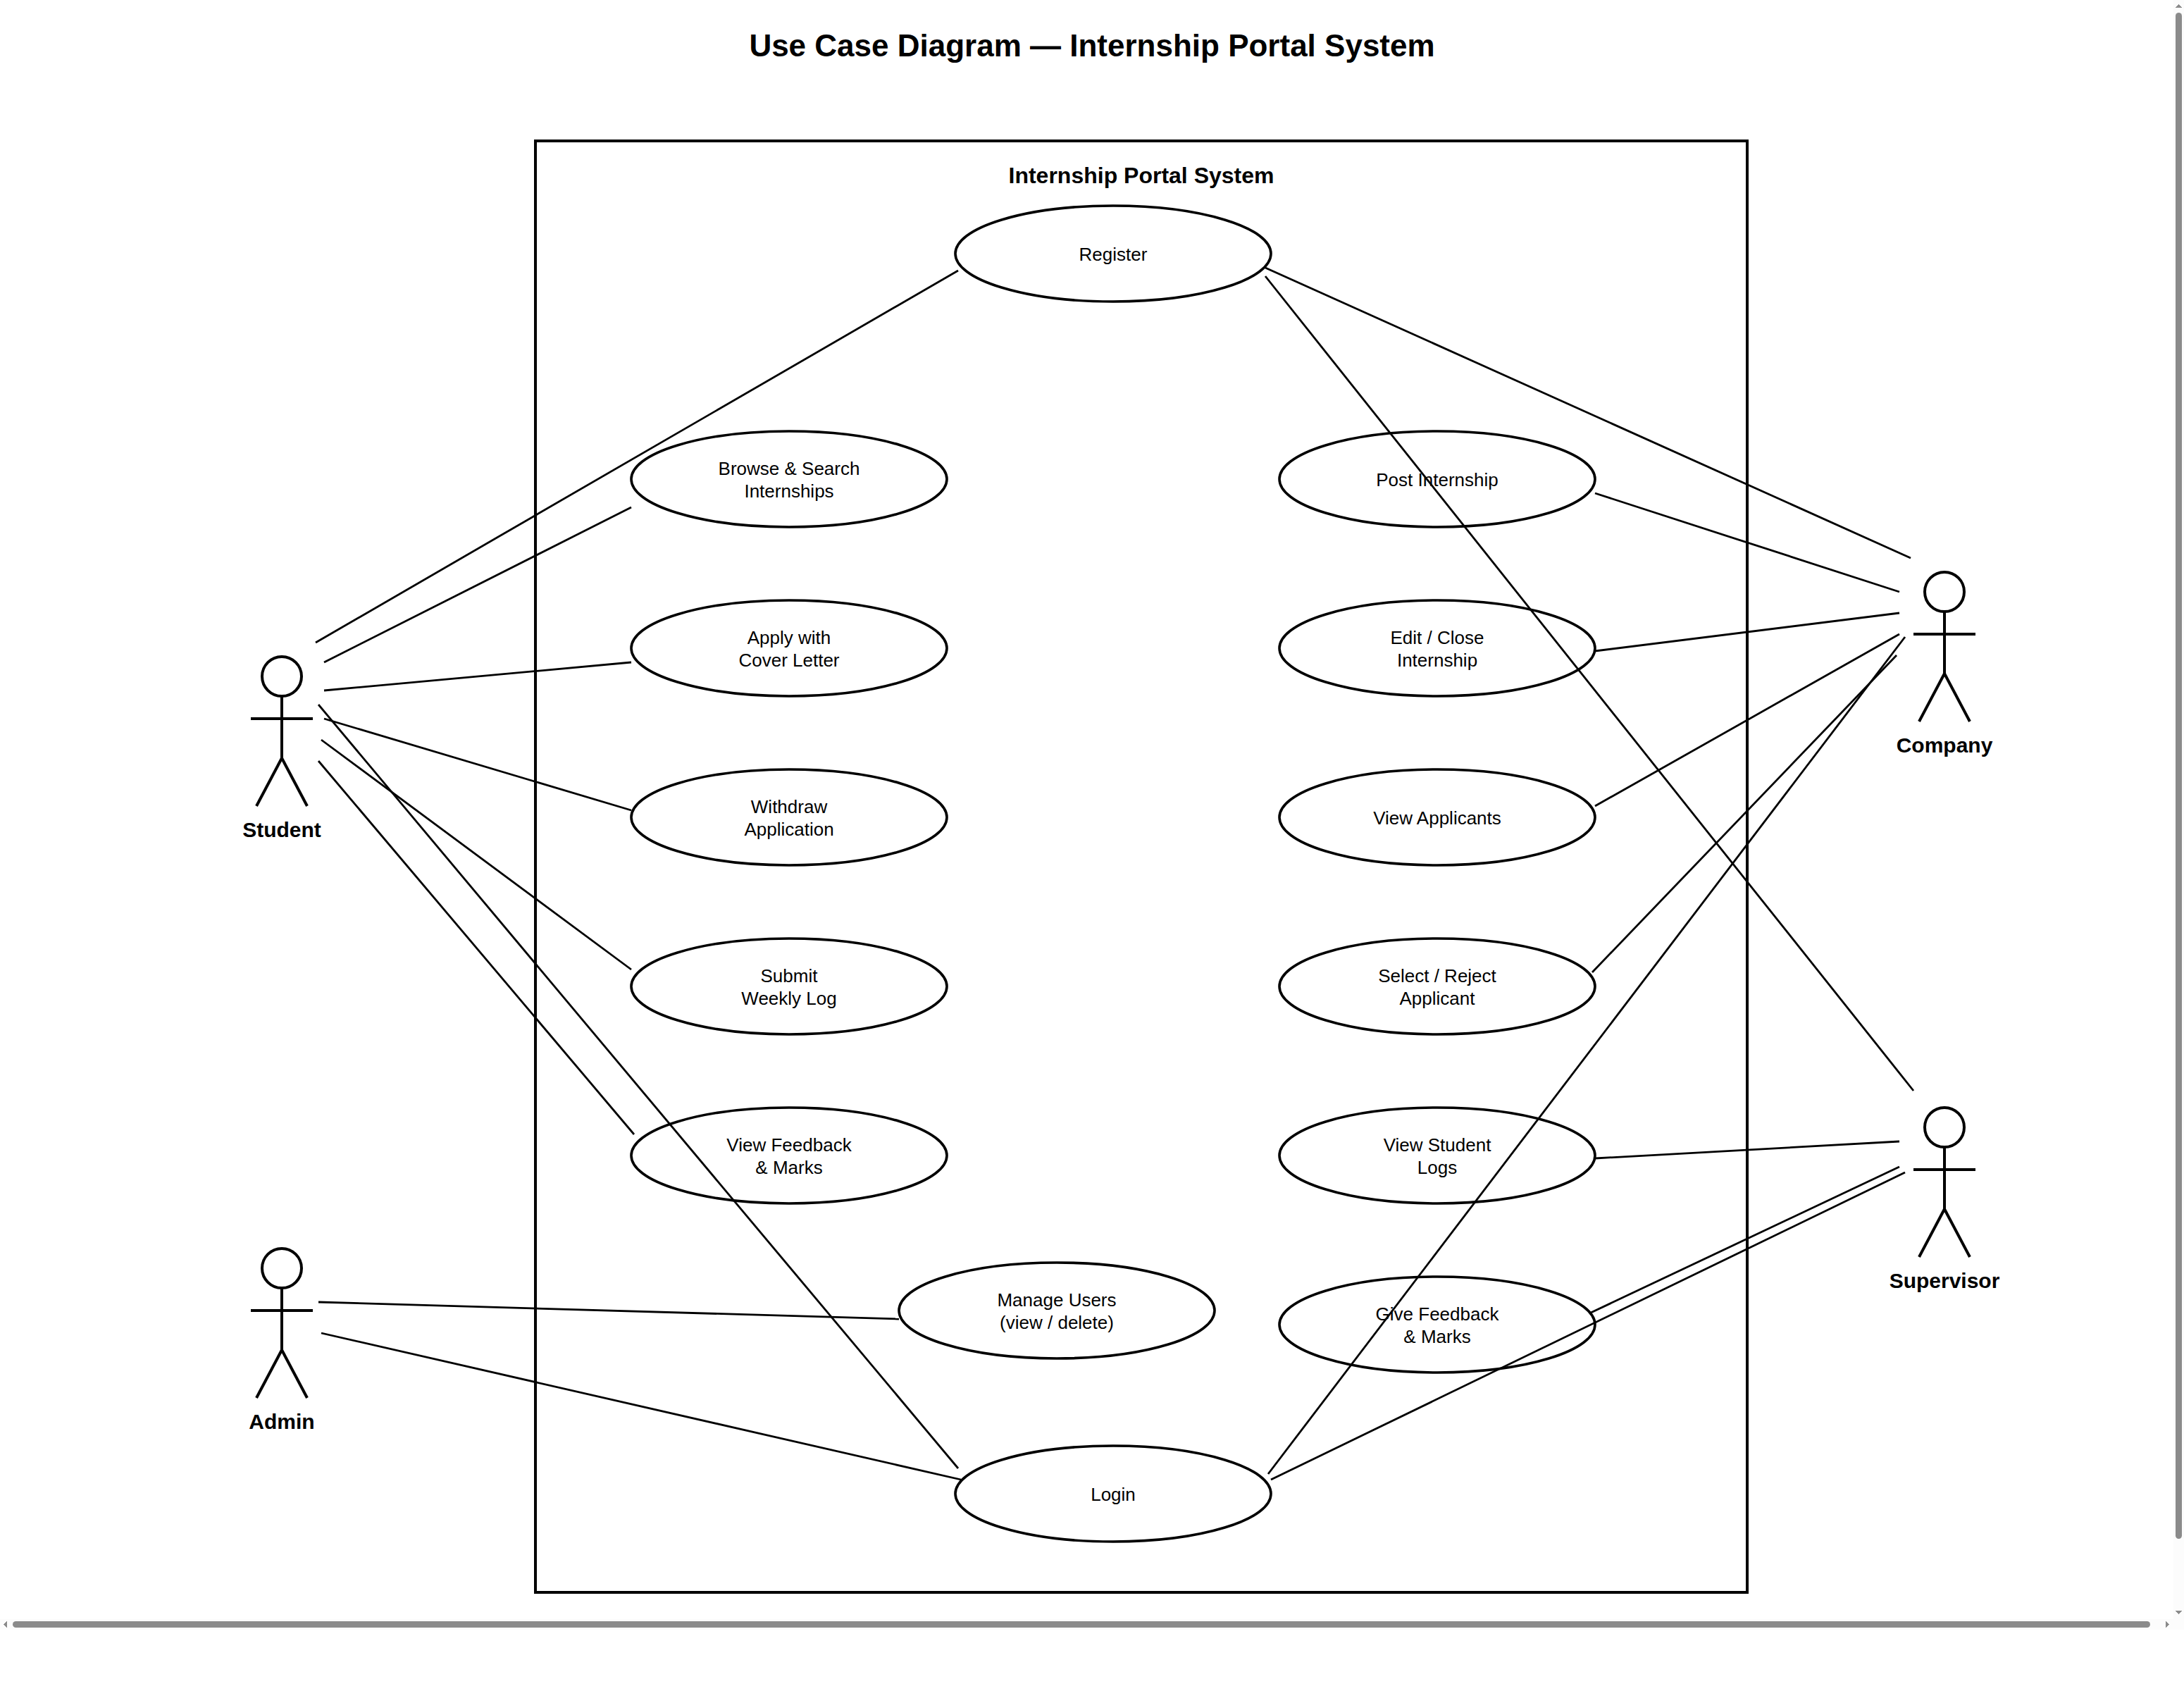 Use Case Diagram — Internship Portal System
Internship Portal System
Register
Browse & Search
Internships
Post Internship
Apply with
Cover Letter
Edit / Close
Internship
Company
Student
Withdraw
Application
View Applicants
Submit
Weekly Log
Select / Reject
Applicant
View Feedback
& Marks
View Student
Logs
Supervisor
Admin
Manage Users
(view / delete)
Give Feedback
& Marks
Login